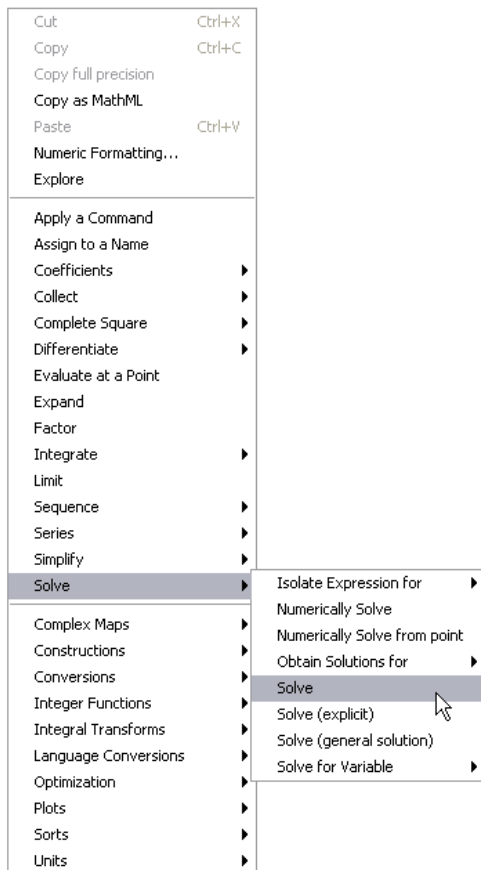 Cut Ctrl+X
Copy Ctrl+C
Copy full precision
Copy as MathML
Paste Ctrl+V
Numeric Formatting...
Explore
Apply a Command
Assign to a Name
Coefficients
Collect
Complete Square
Differentiate
Evaluate at a Point
Expand
Factor
Integrate
Limit
Sequence
Series
Simplify
Solve
Complex Maps
Constructions
Conversions
Integer Functions
Integral Transforms
Language Conversions
Optimization
Plots
Sorts
Units
Isolate Expression for
Numerically Solve
Numerically Solve from point
Obtain Solutions for
Solve
Solve (explicit)
Solve (general solution)
Solve for Variable